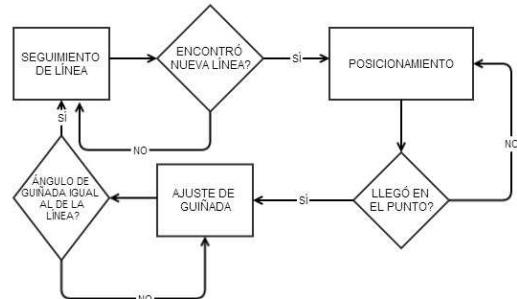 SEGUIMIENTO
DE LÍNEA
ENCONTRÓ
NUEVA LÍNEA?
SÍ
POSICIONAMIENTO
NO
SÍ
NO
ÁNGULO DE
GUIÑADA IGUAL
AL DE LA
LÍNEA?
AJUSTE DE
GUIÑADA
SÍ
LLEGÓ EN
EL PUNTO?
NO